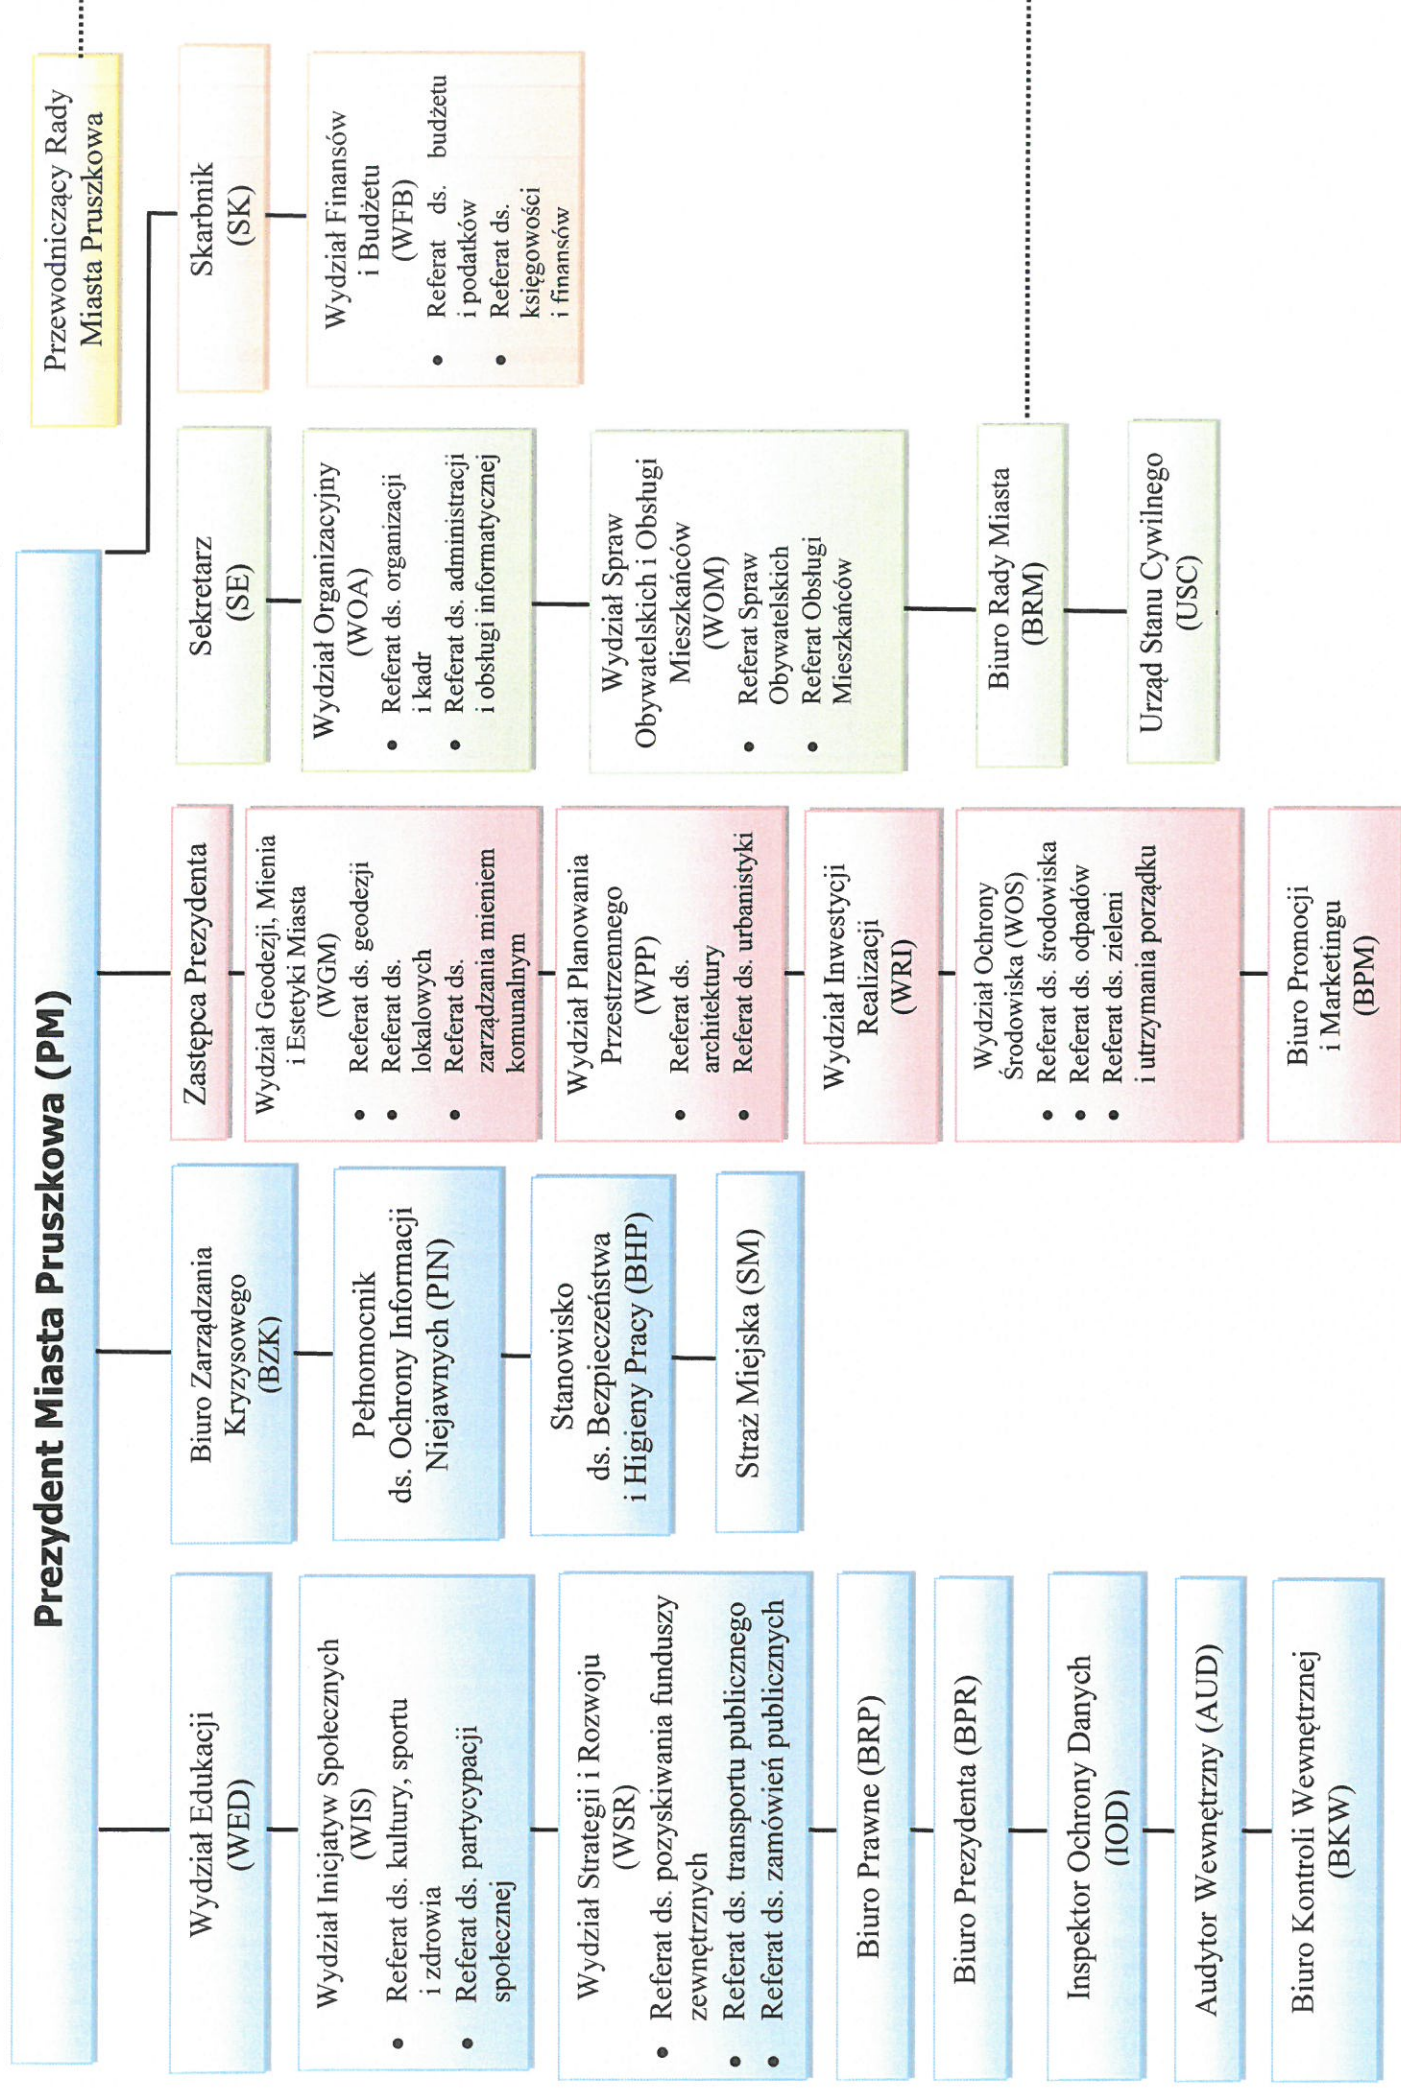 Prezydent Miasta Pruszkowa (PM)
Przewodniczący Rady
Miasta Pruszkowa
Wydział Edukacji
(WED)
Wydział Inicjatyw Społecznych
(WIS)
• Referat ds. kultury, sportu
i zdrowia
• Referat ds. partycypacji
społecznej
Wydział Strategii i Rozwoju
(WSR)
• Referat ds. pozyskiwania funduszy
zewnętrznych
• Referat ds. transportu publicznego
• Referat ds. zamówień publicznych
Biuro Prawne (BRP)
Biuro Prezydenta (BPR)
Inspektor Ochrony Danych
(IOD)
Audytor Wewnętrzny (AUD)
Biuro Kontroli Wewnętrznej
(BKW)
Biuro Zarządzania
Kryzysowego
(BZK)
Pełnomocnik
ds. Ochrony Informacji
Niejawnych (PIN)
Stanowisko
ds. Bezpieczeństwa
i Higieny Pracy (BHP)
Straż Miejska (SM)
Zastępca Prezydenta
Wydział Geodezji, Mienia
i Estetyki Miasta
(WGM)
• Referat ds. geodezji
• Referat ds.
lokalowych
• Referat ds.
zarządzania mieniem
komunalnym
Wydział Planowania
Przestrzennego
(WPP)
• Referat ds.
architektury
• Referat ds. urbanistyki
Wydział Inwestycji
Realizacji
(WRI)
Wydział Ochrony
Środowiska (WOS)
• Referat ds. środowiska
• Referat ds. odpadów
• Referat ds. zieleni
i utrzymania porządku
Biuro Promocji
i Marketingu
(BPM)
Sekretarz
(SE)
Wydział Organizacyjny
(WOA)
• Referat ds. organizacji
i kadr
• Referat ds. administracji
i obsługi informatycznej
Wydział Spraw
Obywatelskich i Obsługi
Mieszkańców
(WOM)
• Referat Spraw
Obywatelskich
• Referat Obsługi
Mieszkańców
Biuro Rady Miasta
(BRM)
Urząd Stanu Cywilnego
(USC)
Skarbnik
(SK)
Wydział Finansów
i Budżetu
(WFB)
• Referat ds. budżetu
i podatków
• Referat ds.
księgowości
i finansów